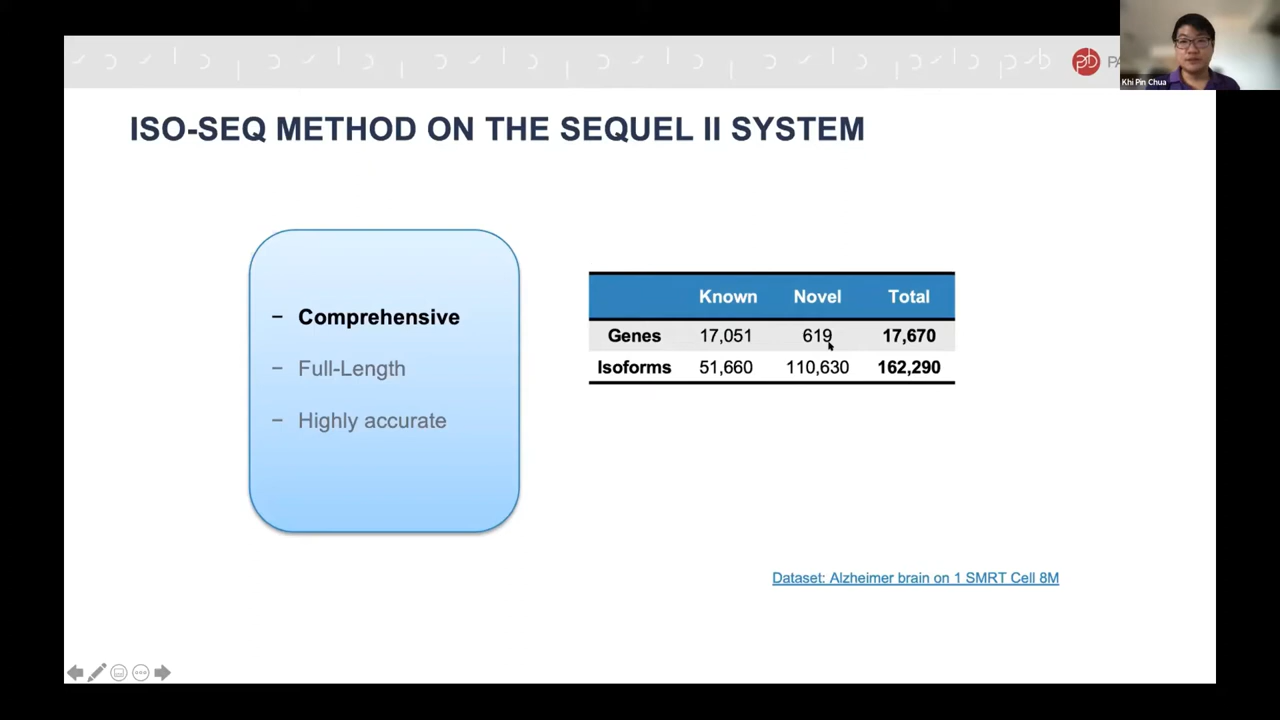 Khi Pin Chua
ISO-SEQ METHOD ON THE SEQUEL II SYSTEM
– Comprehensive
– Full-Length
– Highly accurate
Known Novel Total
Genes 17,051 619 17,670
Isoforms 51,660 110,630 162,290
Dataset: Alzheimer brain on 1 SMRT Cell 8M